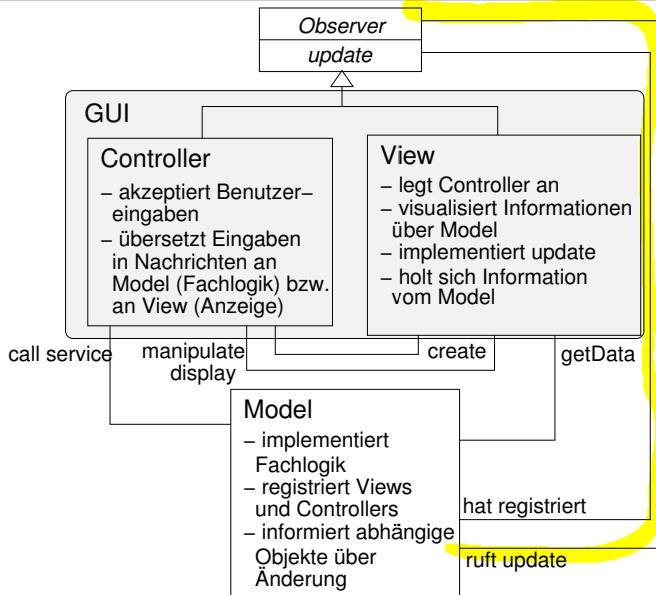 Observer
update
GUI
Controller
– akzeptiert Benutzer–
eingaben
– übersetzt Eingaben
in Nachrichten an
Model (Fachlogik) bzw.
an View (Anzeige)
View
– legt Controller an
– visualisiert Informationen
über Model
– implementiert update
– holt sich Information
vom Model
call service
manipulate
display
create
getData
Model
– implementiert
Fachlogik
– registriert Views
und Controllers
– informiert abhängige
Objekte über
Änderung
hat registriert
ruft update